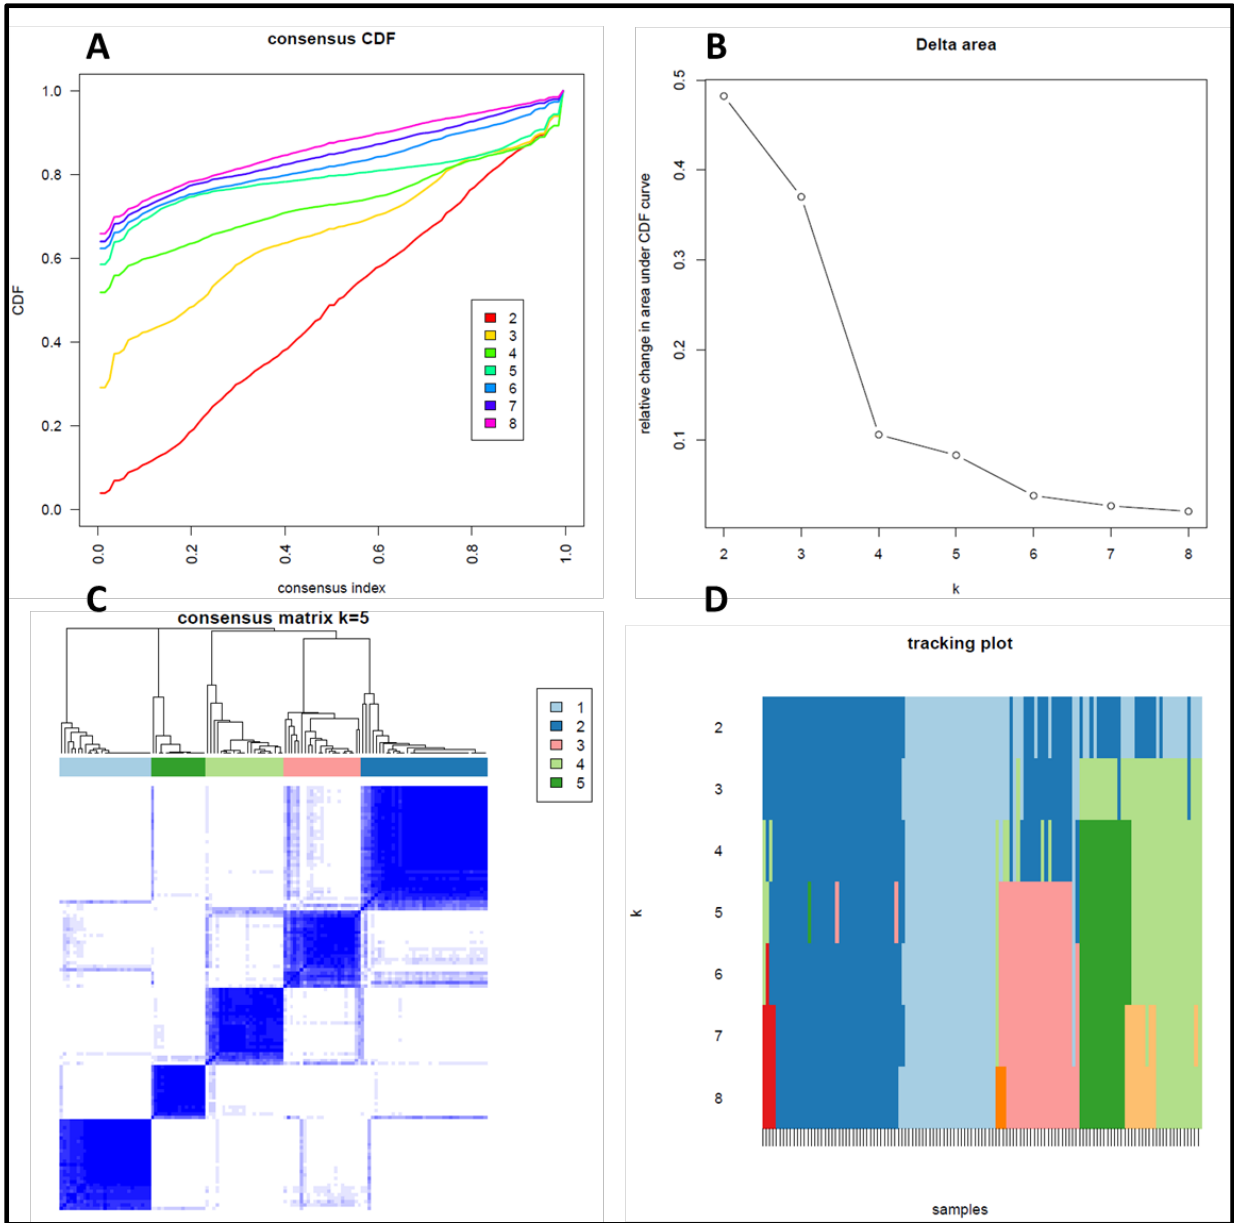 A
consensus CDF
1.0
0.8
0.6
0.4
0.2
0.0
CDF
2
3
4
5
6
7
8
0.0 0.2 0.4 0.6 0.8 1.0
consensus index
B
Delta area
0.5
0.4
0.3
0.2
0.1
relative change in area under CDF curve
2 3 4 5 6 7 8
k
C
consensus matrix k=5
1
2
3
4
5
D
tracking plot
2
3
4
5
6
7
8
k
samples